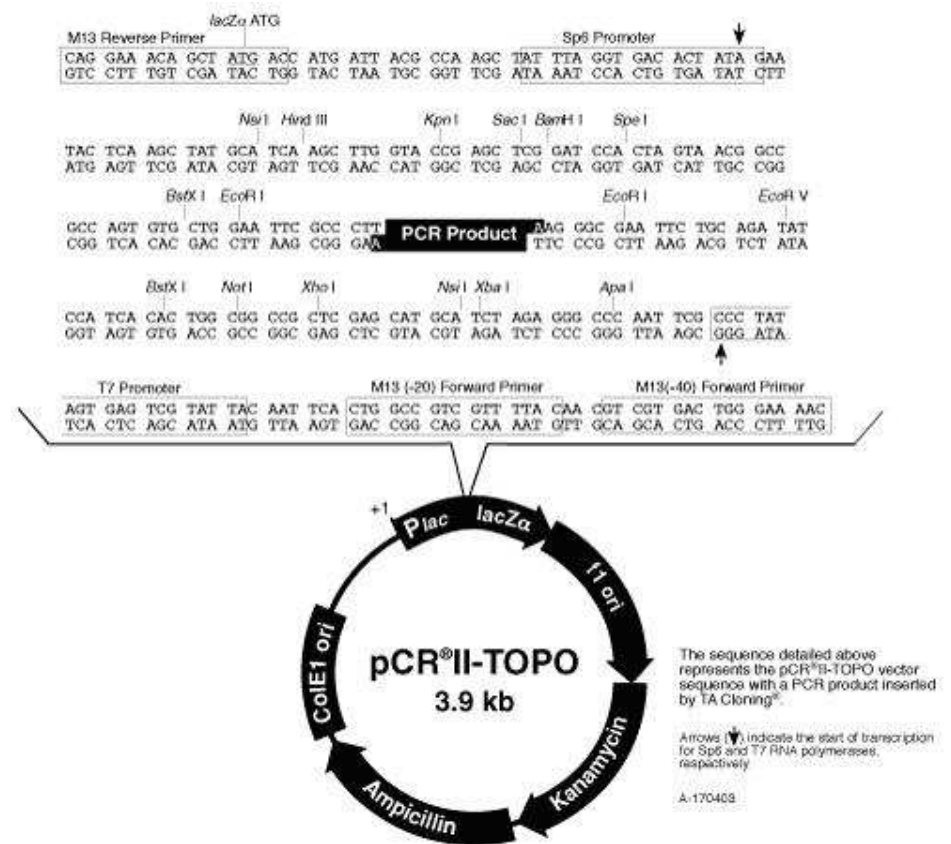 lacZα ATG
M13 Reverse Primer Sp6 Promoter
CAG GAA ACA GCT ATG ACC ATG ATT ACG CCA AGC TAT TTA GGT GAC ACT ATA GAA
GTC CTT TGT CGA TAC TGG TAC TAA TGC GGT TCG ATA AAT CCA CTG TGA TAT CTT
Nsi I Hind III Kpn I Sac I BamH I Spe I
TAC TCA AGC TAT GCA TCA AGC TTG GTA CCG AGC TCG GAT CCA CTA GTA ACG GCC
ATG AGT TCG ATA CGT AGT TCG AAC CAT GGC TCG AGC CTA GGT GAT CAT TGC CGG
BstX I EcoR I EcoR I EcoR V
GCC AGT GTG CTG GAA TTC GCC CTT PCR Product AAG GGC GAA TTC TGC AGA TAT
CGG TCA CAC GAC CTT AAG CGG GAA TTC CCG CTT AAG ACG TCT ATA
BstX I Not I Xho I Nsi I Xba I Apa I
CCA TCA CAC TGG CGG CCG CTC GAG CAT GCA TCT AGA GGG CCC AAT TCG CCC TAT
GGT AGT GTG ACC GCC GGC GAG CTC GTA CGT AGA TCT CCC GGG TTA AGC GGG ATA
T7 Promoter M13 (-20) Forward Primer M13(-40) Forward Primer
AGT GAG TCG TAT TAC AAT TCA CTG GCC GTC GTT TTA CAA CGT CGT GAC TGG GAA AAC
TCA CTC AGC ATA ATG TTA AGT GAC CGG CAG CAA AAT GTT GCA GCA CTG ACC CTT TTG
+1
Plac lacZα
f1 ori
Kanamycin
Ampicillin
ColE1 ori
pCR®II-TOPO
3.9 kb
The sequence detailed above
represents the pCR®II-TOPO vector
sequence with a PCR product inserted
by TA Cloning®.
Arrows (▼) indicate the start of transcription
for Sp6 and T7 RNA polymerases,
respectively
A-170403